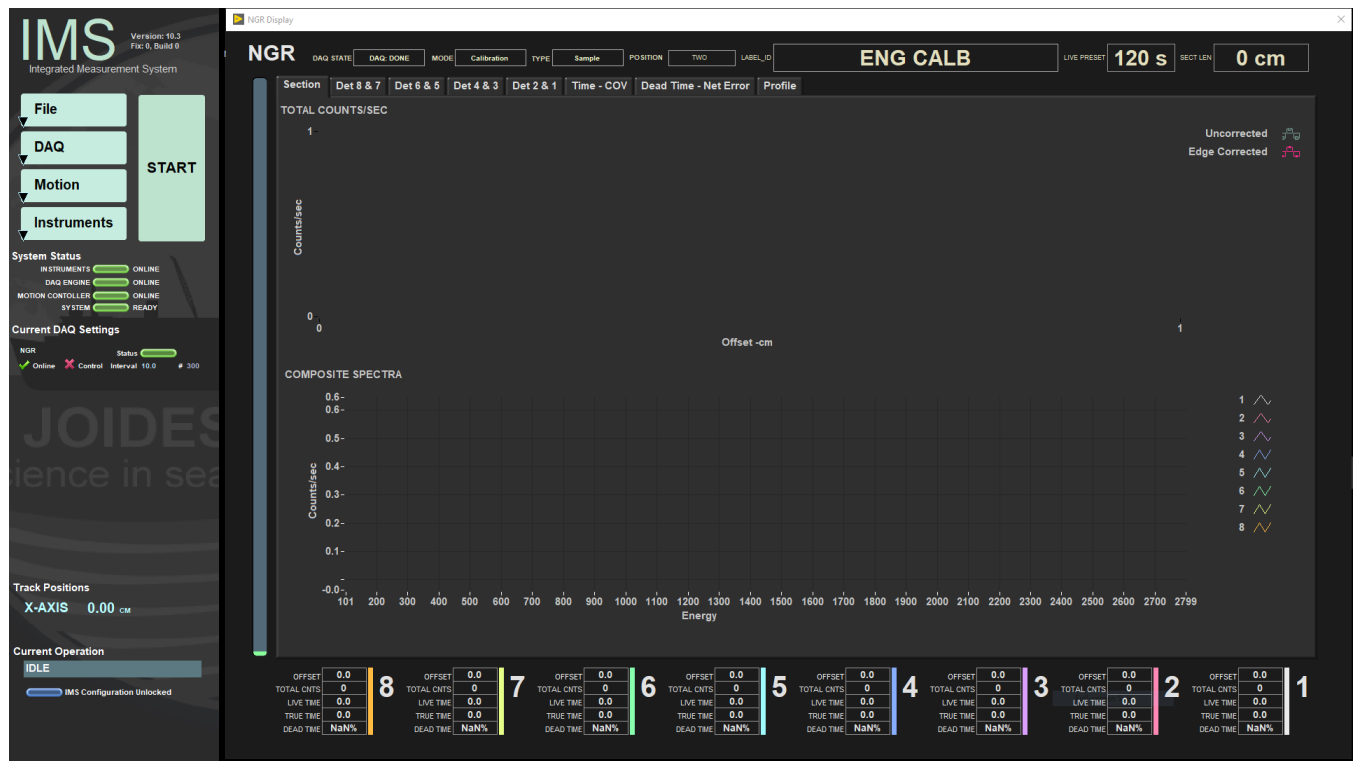 IMS
Version: 10.3
Fix: 0, Build 0
Integrated Measurement System
File
DAQ
Motion
Instruments
START
System Status
INSTRUMENTS ONLINE
DAQ ENGINE ONLINE
MOTION CONTOLLER ONLINE
SYSTEM READY
Current DAQ Settings
NGR
Status
Online Control Interval 10.0 # 300
JOIDES
ience in sea
Track Positions
X-AXIS 0.00 CM
Current Operation
IDLE
IMS Configuration Unlocked
NGR Display
NGR DAQ STATE DAQ: DONE MODE Calibration TYPE Sample POSITION TWO LABEL_ID ENG CALB LIVE PRESET 120 s SECT LEN 0 cm
Section Det 8 & 7 Det 6 & 5 Det 4 & 3 Det 2 & 1 Time - COV Dead Time - Net Error Profile
TOTAL COUNTS/SEC
1
Counts/sec
0
0 1
Offset -cm
Uncorrected
Edge Corrected
COMPOSITE SPECTRA
0.6
0.6
0.5
0.4
0.3
0.2
0.1
-0.0
Counts/sec
101 200 300 400 500 600 700 800 900 1000 1100 1200 1300 1400 1500 1600 1700 1800 1900 2000 2100 2200 2300 2400 2500 2600 2700 2799
Energy
1
2
3
4
5
6
7
8
OFFSET 0.0
TOTAL CNTS 0
LIVE TIME 0.0
TRUE TIME 0.0
DEAD TIME NaN%
8
OFFSET 0.0
TOTAL CNTS 0
LIVE TIME 0.0
TRUE TIME 0.0
DEAD TIME NaN%
7
OFFSET 0.0
TOTAL CNTS 0
LIVE TIME 0.0
TRUE TIME 0.0
DEAD TIME NaN%
6
OFFSET 0.0
TOTAL CNTS 0
LIVE TIME 0.0
TRUE TIME 0.0
DEAD TIME NaN%
5
OFFSET 0.0
TOTAL CNTS 0
LIVE TIME 0.0
TRUE TIME 0.0
DEAD TIME NaN%
4
OFFSET 0.0
TOTAL CNTS 0
LIVE TIME 0.0
TRUE TIME 0.0
DEAD TIME NaN%
3
OFFSET 0.0
TOTAL CNTS 0
LIVE TIME 0.0
TRUE TIME 0.0
DEAD TIME NaN%
2
OFFSET 0.0
TOTAL CNTS 0
LIVE TIME 0.0
TRUE TIME 0.0
DEAD TIME NaN%
1